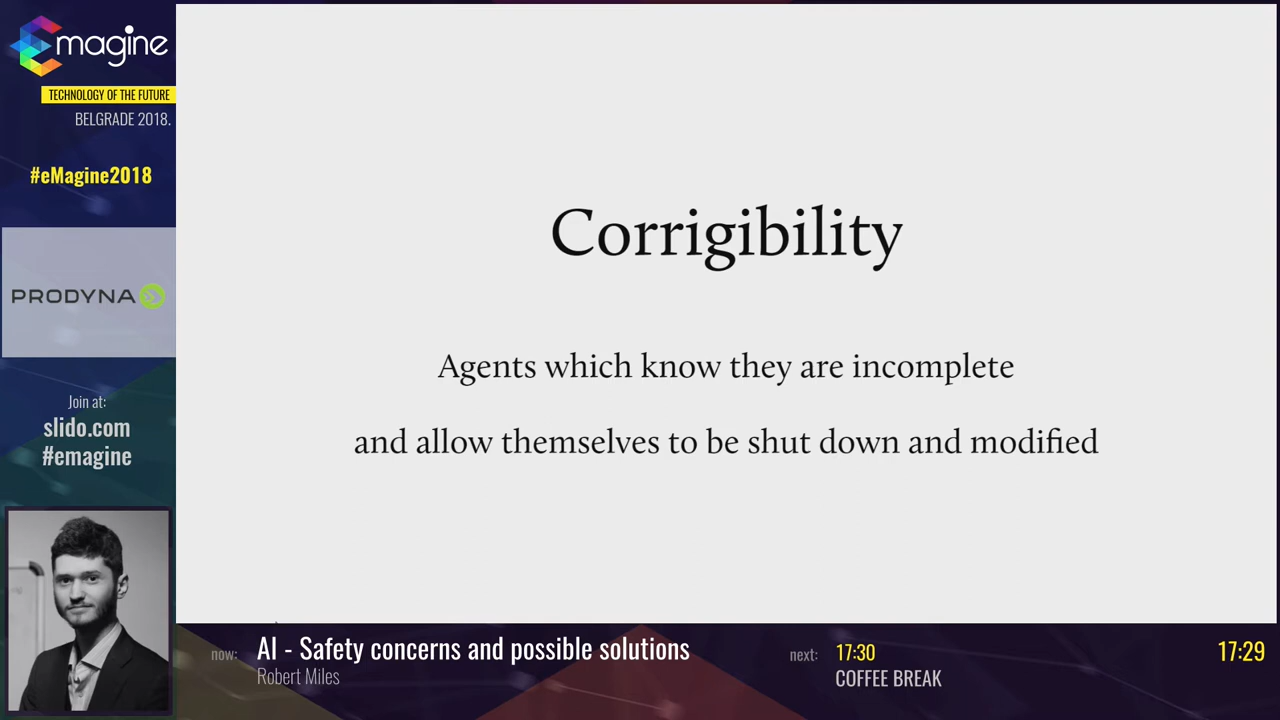 magine
TECHNOLOGY OF THE FUTURE
BELGRADE 2018.
#eMagine2018
PRODYNA
Join at:
slido.com
#emagine
Corrigibility
Agents which know they are incomplete
and allow themselves to be shut down and modified
now: AI - Safety concerns and possible solutions
Robert Miles
next: 17:30
COFFEE BREAK
17:29